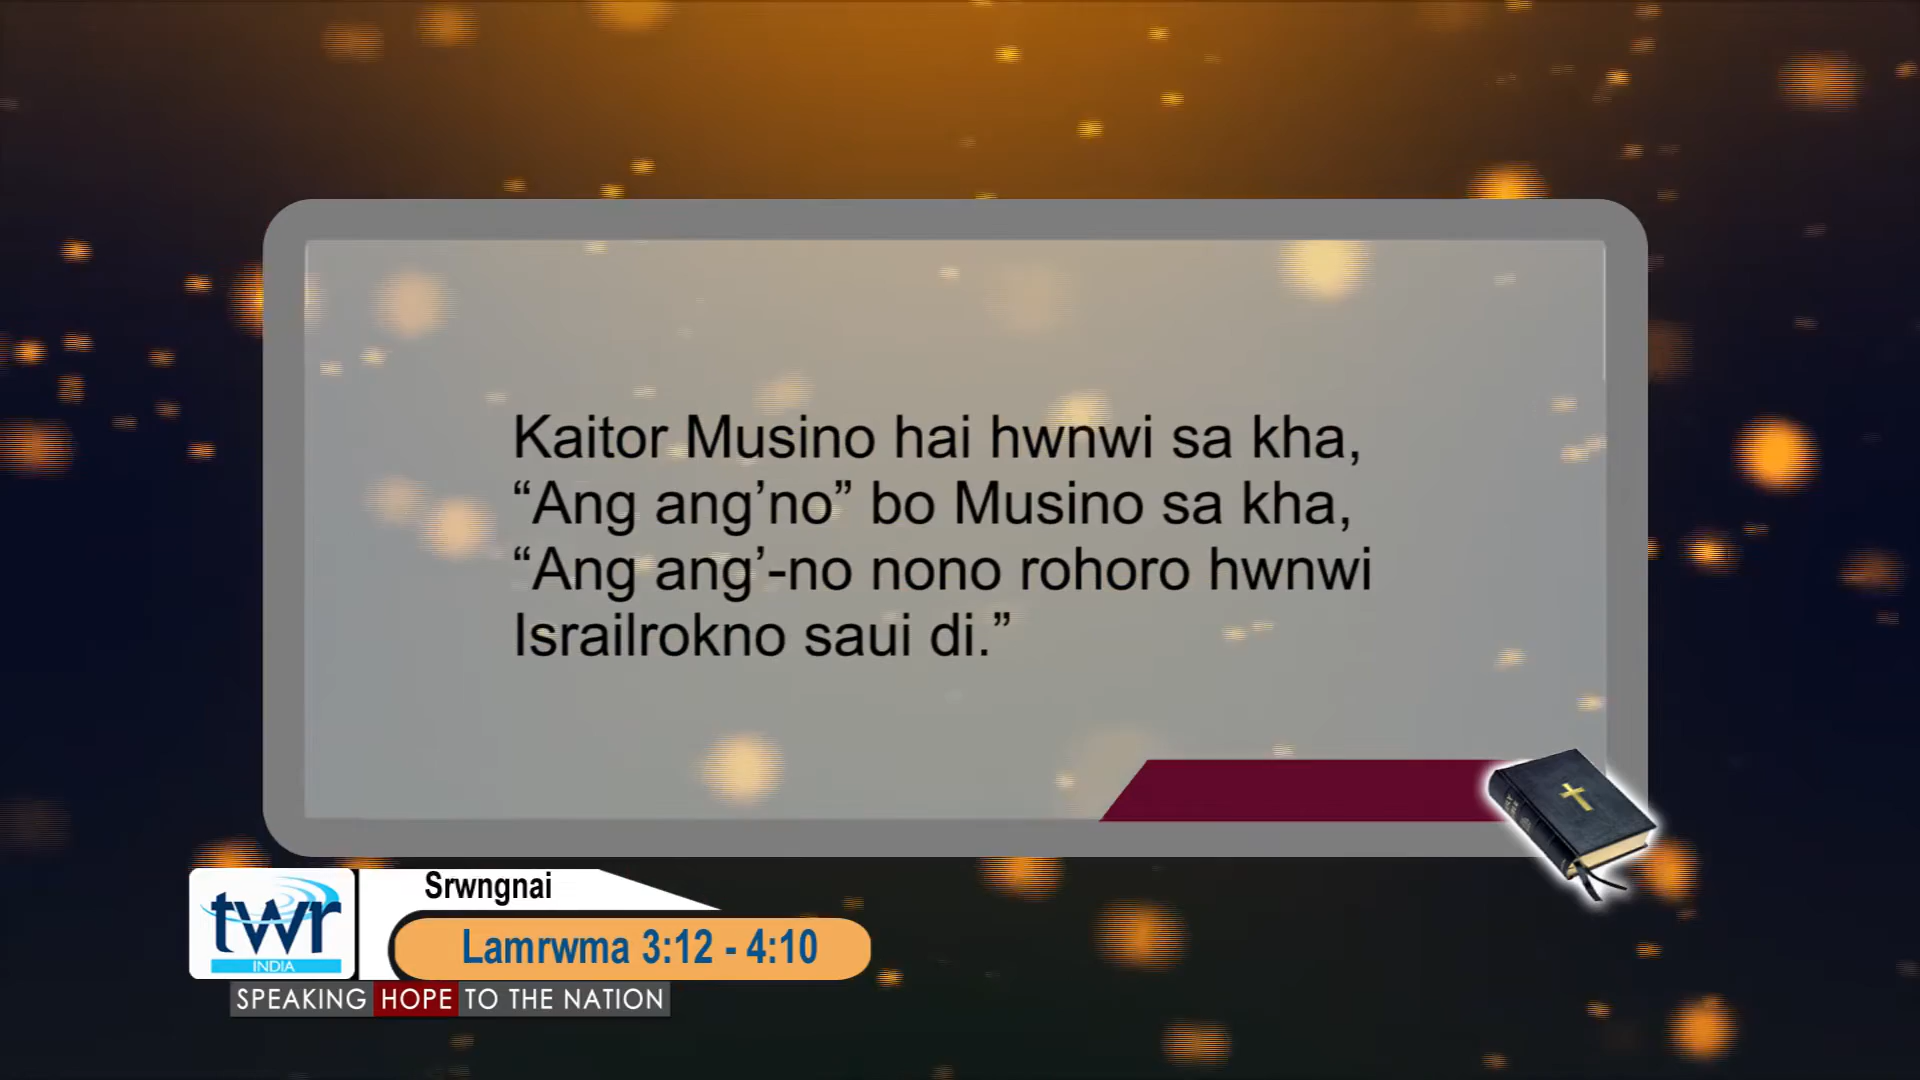 Kaitor Musino hai hwnwi sa kha,
“Ang ang’no” bo Musino sa kha,
“Ang ang’-no nono rohoro hwnwi
Israilrokno saui di.”
Srwngnai
Lamrwma 3:12 - 4:10
twr
INDIA
SPEAKING HOPE TO THE NATION